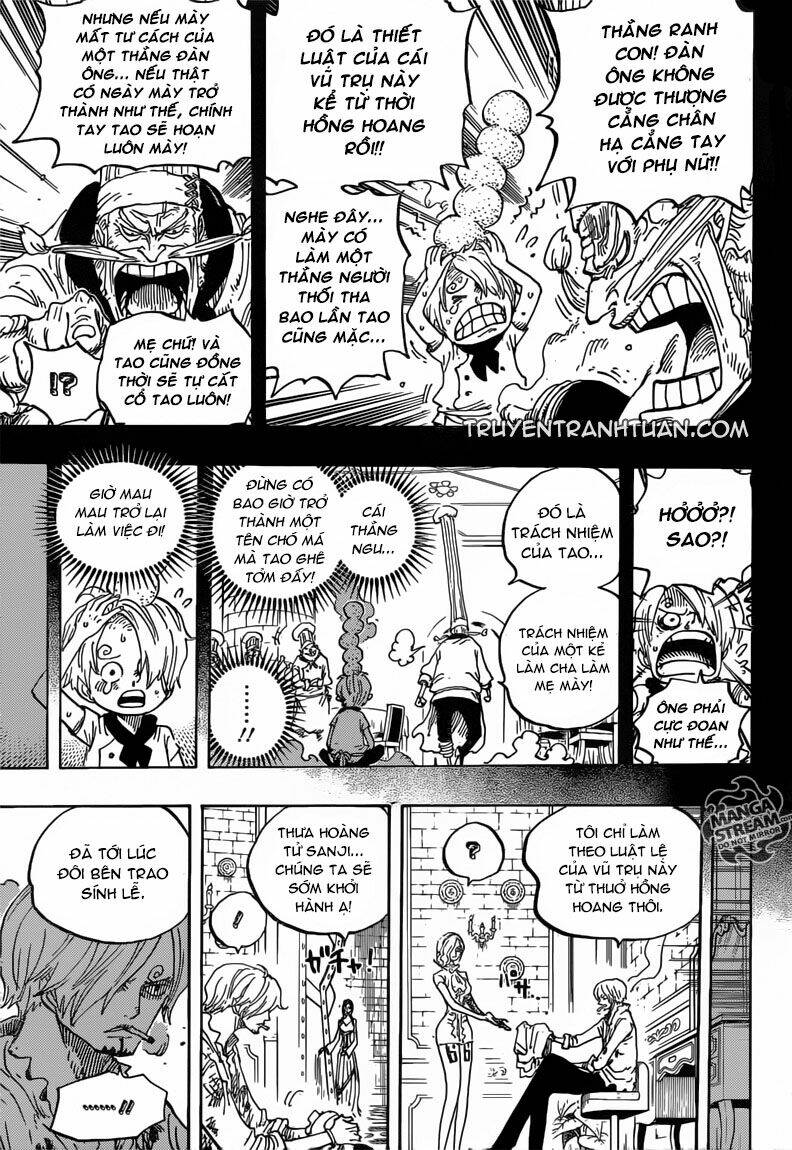 THẰNG RANH
CON! ĐÀN
ÔNG KHÔNG
ĐƯỢC THƯỢNG
CẲNG CHÂN
HẠ CẲNG TAY
VỚI PHỤ NỮ!!
ĐÓ LÀ THIẾT
LUẬT CỦA CÁI
VŨ TRỤ NÀY
KỂ TỪ THỜI
HỒNG HOANG
RỒI!!
NGHE ĐÂY...
MÀY CÓ
LÀM MỘT
THẰNG NGƯỜI
THỐI THA
BAO LẦN TAO
CŨNG MẶC...
NHƯNG NẾU MÀY
MẤT TƯ CÁCH CỦA
MỘT THẰNG ĐÀN
ÔNG... NẾU THẬT
CÓ NGÀY MÀY TRỞ
THÀNH NHƯ THẾ, CHÍNH
TAY TAO SẼ HOẠN
LUÔN MÀY!
MẸ CHỨ! VÀ
TAO CŨNG ĐỒNG
THỜI SẼ TỰ CẮT
CỔ TAO LUÔN!
!?
TRUYENTRANHTUAN.COM
HỞỞỞ?!
SAO?!
ÔNG PHẢI
CỰC ĐOAN
NHƯ THẾ...
ĐÓ LÀ
TRÁCH NHIỆM
CỦA TAO...
TRÁCH NHIỆM
CỦA MỘT KẺ
LÀM CHA LÀM
MẸ MÀY!
CÁI
THẰNG
NGU...
ĐỪNG CÓ
BAO GIỜ TRỞ
THÀNH MỘT
TÊN CHÓ MÁ
MÀ TAO GHÊ
TỞM ĐẤY!
......!!
GIỜ MAU
MAU TRỞ LẠI
LÀM VIỆC ĐI!
MANGA
STREAM
.COM
DO NOT MIRROR
TÔI CHỈ LÀM
THEO LUẬT LỆ
CỦA VŨ TRỤ NÀY
TỪ THUỞ HỒNG
HOANG THÔI.
?
66
THƯA HOÀNG
TỬ SANJI...
CHÚNG TA SẼ
SỚM KHỞI
HÀNH Ạ!
!
ガチャ!
ĐÃ TỚI LÚC
ĐÔI BÊN TRAO
SÍNH LỄ.
.......!!